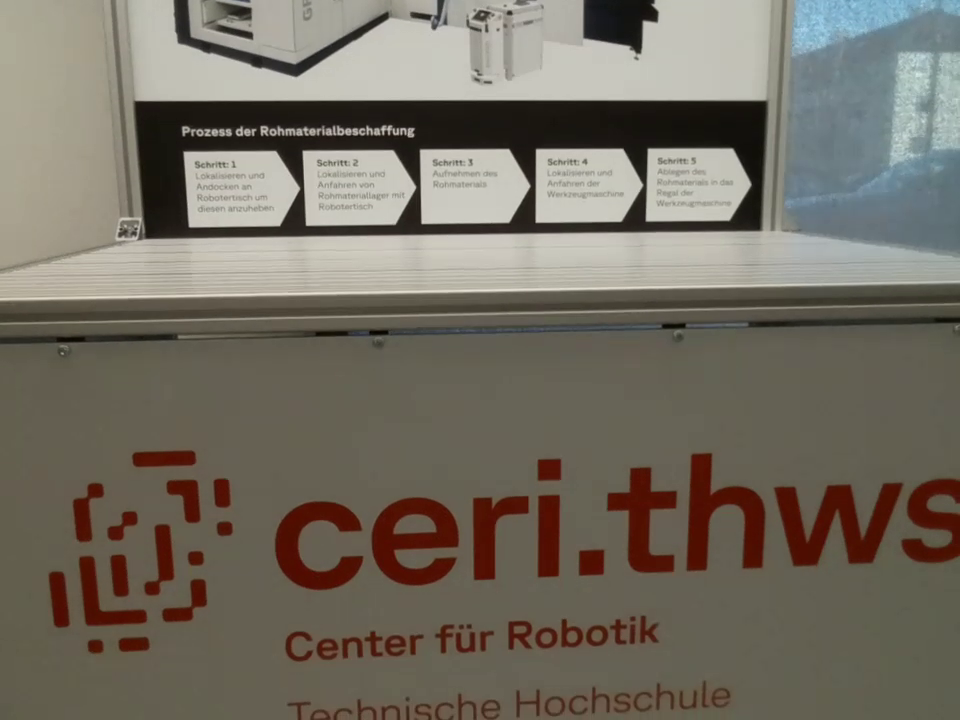 Prozess der Rohmaterialbeschaffung
Schritt: 1
Lokalisieren und
Andocken an
Robotertisch um
diesen anzuheben
Schritt: 2
Lokalisieren und
Anfahren von
Rohmateriallager mit
Robotertisch
Schritt: 3
Aufnehmen des
Rohmaterials
Schritt: 4
Lokalisieren und
Anfahren der
Werkzeugmaschine
Schritt: 5
Ablegen des
Rohmaterials in das
Regal der
Werkzeugmaschine
ceri.thws
Center für Robotik
Technische Hochschule